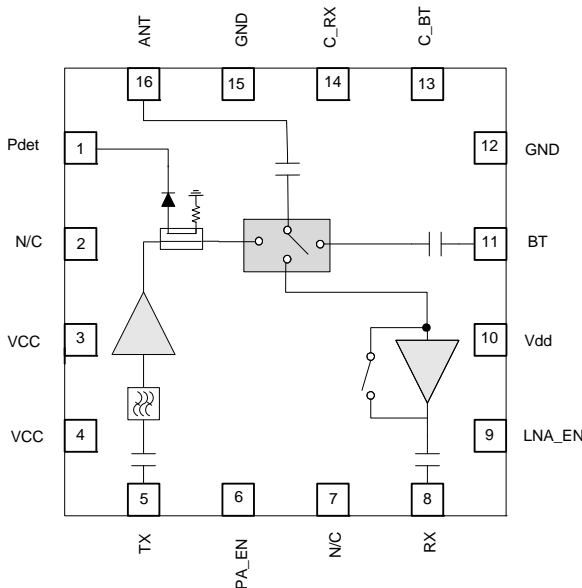 ANT
GND
C_RX
C_BT
16
15
14
13
Pdet
1
12
GND
N/C
2
11
BT
VCC
3
10
Vdd
VCC
4
9
LNA_EN
5
6
7
8
TX
PA_EN
N/C
RX